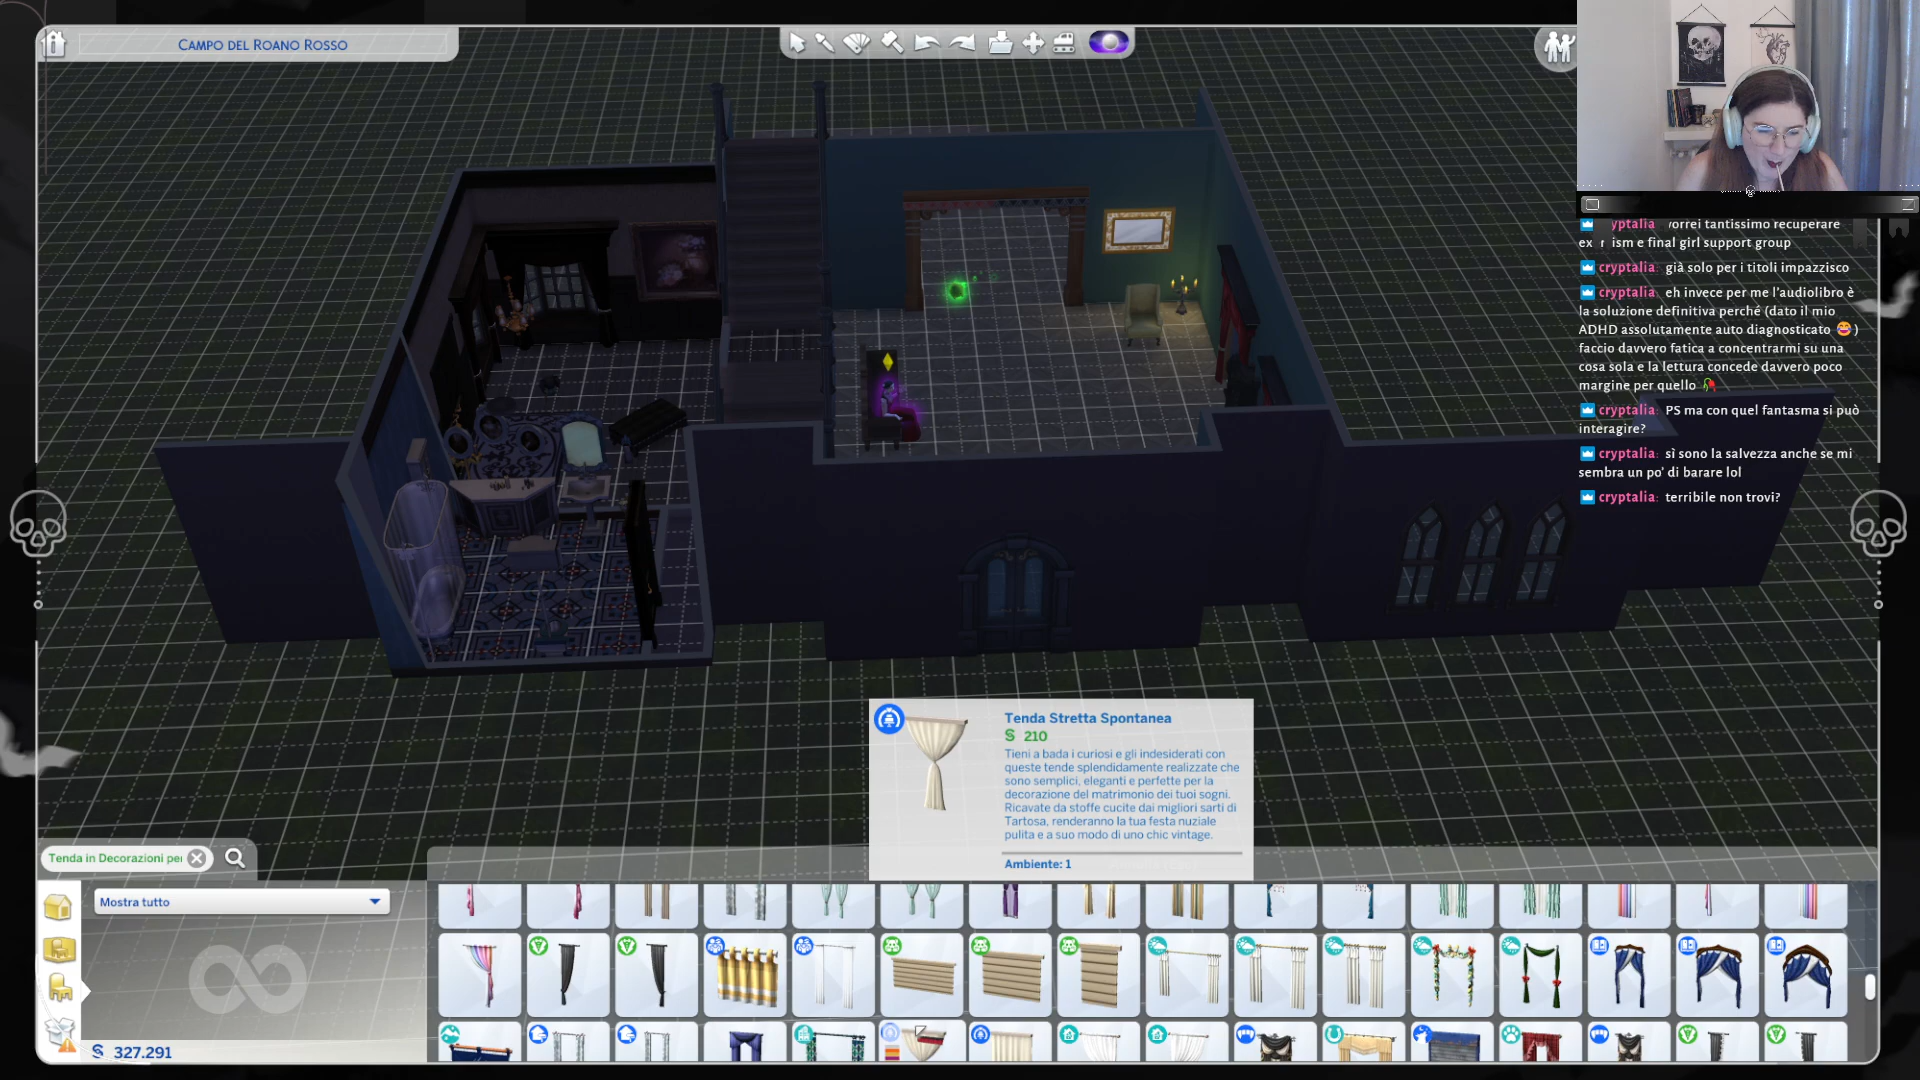 CAMPO DEL ROANO ROSSO
vorrei tantissimo recuperare
ism e final girl support group
cryptalia: già solo per i titoli impazzisco
cryptalia: eh invece per me l'audiolibro è
la soluzione definitiva perché (dato il mio
ADHD assolutamente auto diagnosticato 😂)
faccio davvero fatica a concentrarmi su una
cosa sola e la lettura concede davvero poco
margine per quello 🥀
cryptalia: PS ma con quel fantasma si può
interagire?
cryptalia: sì sono la salvezza anche se mi
sembra un po' di barare lol
cryptalia: terribile non trovi?
Tenda Stretta Spontanea
§ 210
Tieni a bada i curiosi e gli indesiderati con
queste tende splendidamente realizzate che
sono semplici, eleganti e perfette per la
decorazione del matrimonio dei tuoi sogni.
Ricavate da stoffe cucite dai migliori sarti di
Tartosa, renderanno la tua festa nuziale
pulita e a suo modo di uno chic vintage.
Ambiente: 1
Tenda in Decorazioni per
Mostra tutto
§ 327.291